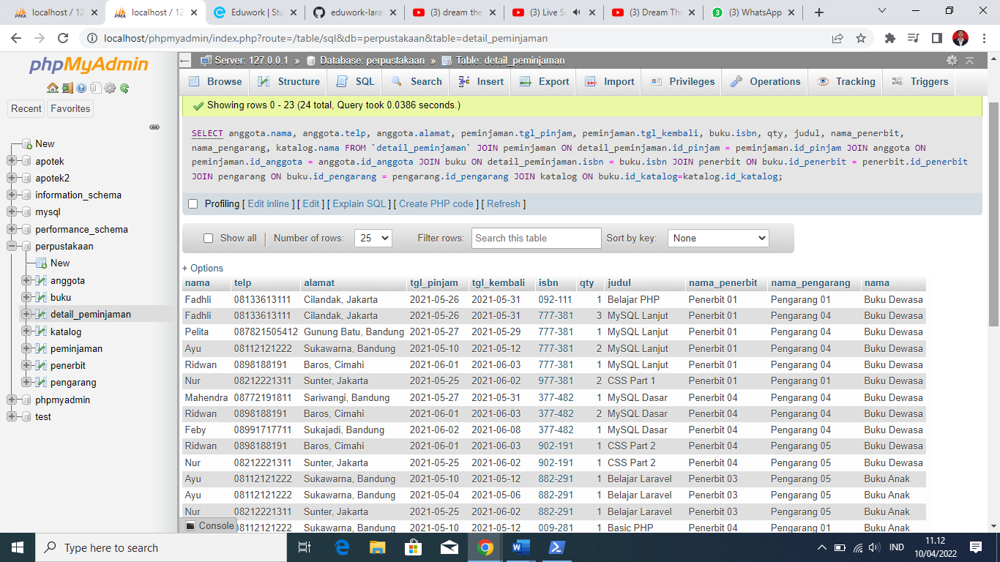 localhost / 12
localhost / 12
Eduwork | Stu
eduwork-lara
(3) dream the
(3) Live S
(3) Dream The
(3) WhatsApp
localhost/phpmyadmin/index.php?route=/table/sql&db=perpustakaan&table=detail_peminjaman
phpMyAdmin
Recent Favorites
New
apotek
apotek2
information_schema
mysql
performance_schema
perpustakaan
New
anggota
buku
detail_peminjaman
katalog
peminjaman
penerbit
pengarang
phpmyadmin
test
Server: 127.0.0.1 » Database: perpustakaan » Table: detail_peminjaman
Browse Structure SQL Search Insert Export Import Privileges Operations Tracking Triggers
Showing rows 0 - 23 (24 total, Query took 0.0386 seconds.)
SELECT anggota.nama, anggota.telp, anggota.alamat, peminjaman.tgl_pinjam, peminjaman.tgl_kembali, buku.isbn, qty, judul, nama_penerbit,
nama_pengarang, katalog.nama FROM `detail_peminjaman` JOIN peminjaman ON detail_peminjaman.id_pinjam = peminjaman.id_pinjam JOIN anggota ON
peminjaman.id_anggota = anggota.id_anggota JOIN buku ON detail_peminjaman.isbn = buku.isbn JOIN penerbit ON buku.id_penerbit = penerbit.id_penerbit
JOIN pengarang ON buku.id_pengarang = pengarang.id_pengarang JOIN katalog ON buku.id_katalog=katalog.id_katalog;
Profiling [ Edit inline ] [ Edit ] [ Explain SQL ] [ Create PHP code ] [ Refresh ]
Show all Number of rows: 25 Filter rows: Search this table Sort by key: None
+ Options
nama telp alamat tgl_pinjam tgl_kembali isbn qty judul nama_penerbit nama_pengarang nama
Fadhli 08133613111 Cilandak, Jakarta 2021-05-26 2021-05-31 092-111 1 Belajar PHP Penerbit 01 Pengarang 01 Buku Dewasa
Fadhli 08133613111 Cilandak, Jakarta 2021-05-26 2021-05-31 777-381 3 MySQL Lanjut Penerbit 01 Pengarang 04 Buku Dewasa
Pelita 087821505412 Gunung Batu, Bandung 2021-05-27 2021-05-29 777-381 1 MySQL Lanjut Penerbit 01 Pengarang 04 Buku Dewasa
Ayu 08112121222 Sukawarna, Bandung 2021-05-10 2021-05-12 777-381 2 MySQL Lanjut Penerbit 01 Pengarang 04 Buku Dewasa
Ridwan 0898188191 Baros, Cimahi 2021-06-01 2021-06-03 777-381 1 MySQL Lanjut Penerbit 01 Pengarang 04 Buku Dewasa
Nur 08212221311 Sunter, Jakarta 2021-05-25 2021-06-02 977-381 2 CSS Part 1 Penerbit 01 Pengarang 01 Buku Dewasa
Mahendra 08772191811 Sariwangi, Bandung 2021-05-27 2021-05-31 377-482 1 MySQL Dasar Penerbit 04 Pengarang 04 Buku Dewasa
Ridwan 0898188191 Baros, Cimahi 2021-06-01 2021-06-03 377-482 2 MySQL Dasar Penerbit 04 Pengarang 04 Buku Dewasa
Feby 08991717711 Sukajadi, Bandung 2021-06-02 2021-06-08 377-482 1 MySQL Dasar Penerbit 04 Pengarang 04 Buku Dewasa
Ridwan 0898188191 Baros, Cimahi 2021-06-01 2021-06-03 902-191 1 CSS Part 2 Penerbit 04 Pengarang 05 Buku Dewasa
Nur 08212221311 Sunter, Jakarta 2021-05-25 2021-06-02 902-191 1 CSS Part 2 Penerbit 04 Pengarang 05 Buku Dewasa
Ayu 08112121222 Sukawarna, Bandung 2021-05-10 2021-05-12 882-291 1 Belajar Laravel Penerbit 03 Pengarang 05 Buku Anak
Ayu 08112121222 Sukawarna, Bandung 2021-05-04 2021-05-06 882-291 1 Belajar Laravel Penerbit 03 Pengarang 05 Buku Anak
Nur 08212221311 Sunter, Jakarta 2021-05-25 2021-06-02 882-291 1 Belajar Laravel Penerbit 03 Pengarang 05 Buku Anak
Console 08112121222 Sukawarna, Bandung 2021-05-10 2021-05-12 009-281 1 Basic PHP Penerbit 04 Pengarang 01 Buku Anak
Type here to search
IND
11.12
10/04/2022